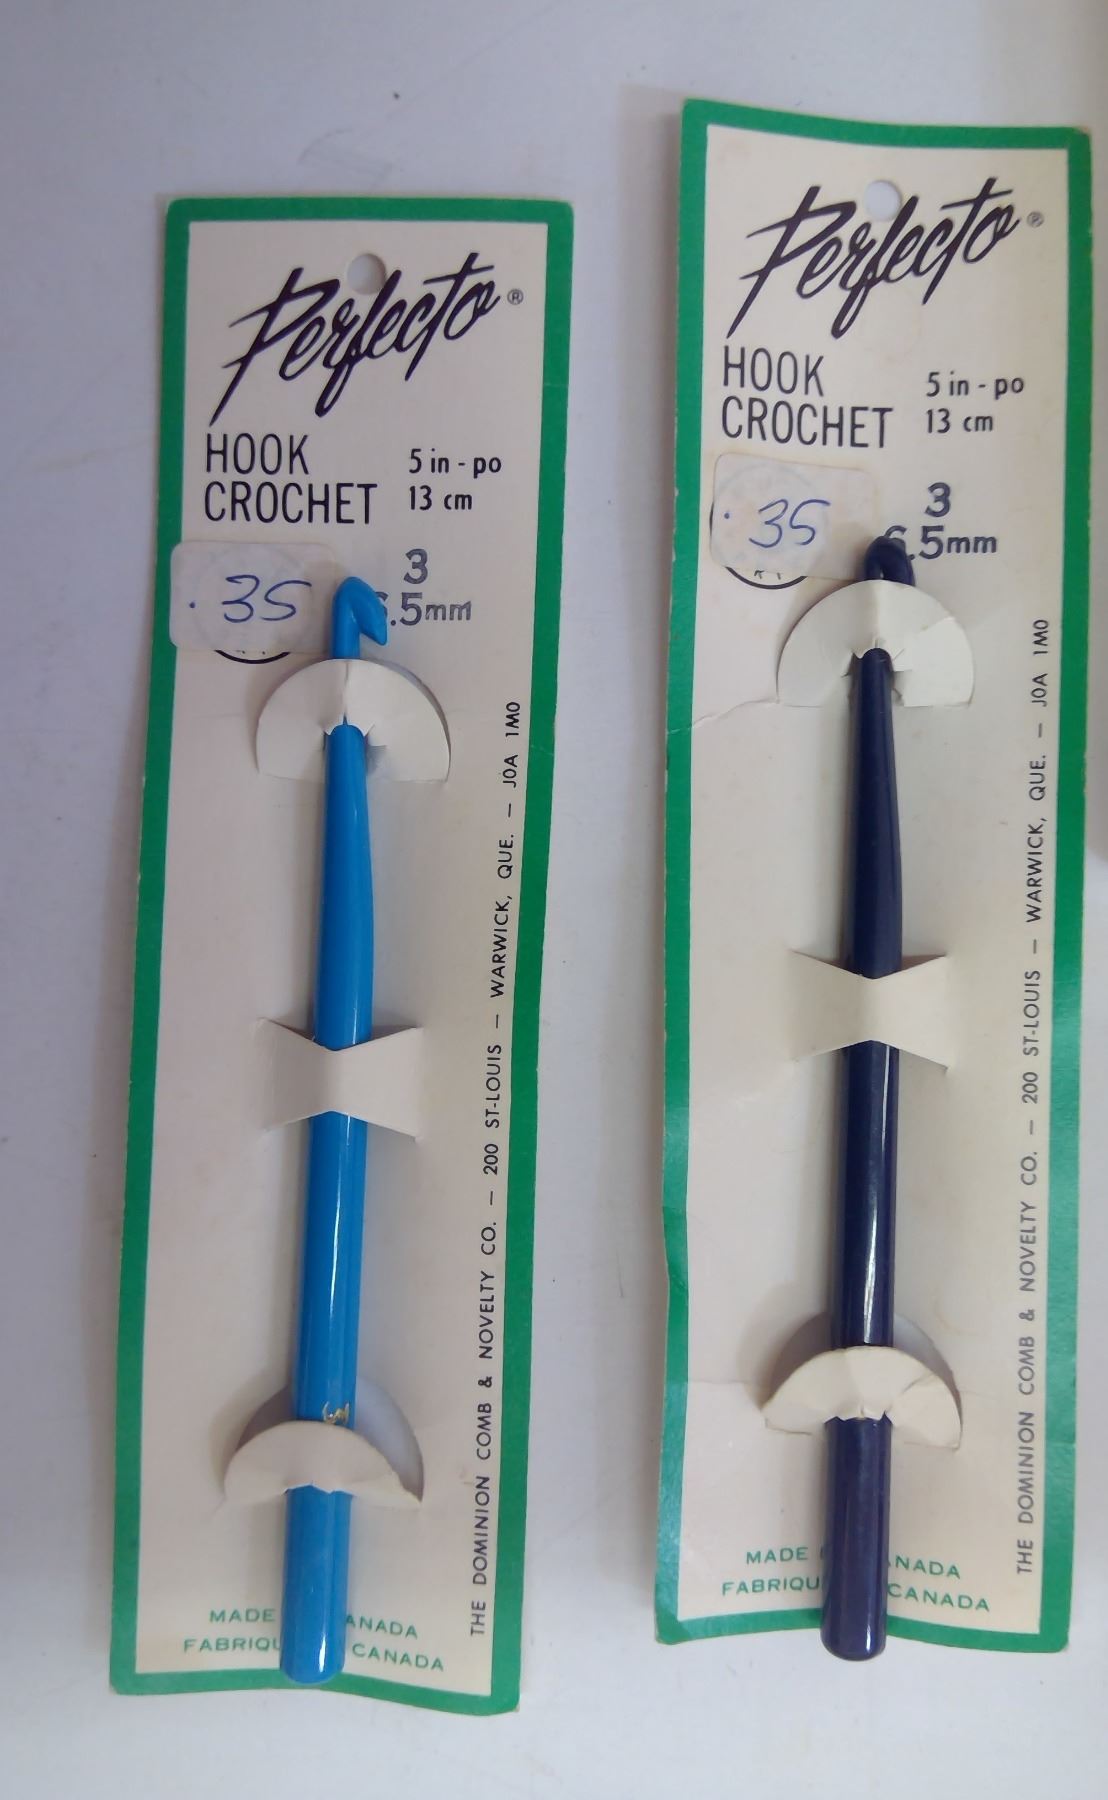 Perfecto®
HOOK
CROCHET
5 in - po
13 cm
.35
3
.5mm
THE DOMINION COMB & NOVELTY CO. – 200 ST-LOUIS – WARWICK, QUE. – J0A 1M0
MADE ANADA
FABRIQU CANADA
Perfecto®
HOOK
CROCHET
5 in - po
13 cm
.35
3
6.5mm
THE DOMINION COMB & NOVELTY CO. – 200 ST-LOUIS – WARWICK, QUE. – J0A 1M0
MADE I ANADA
FABRIQU CANADA